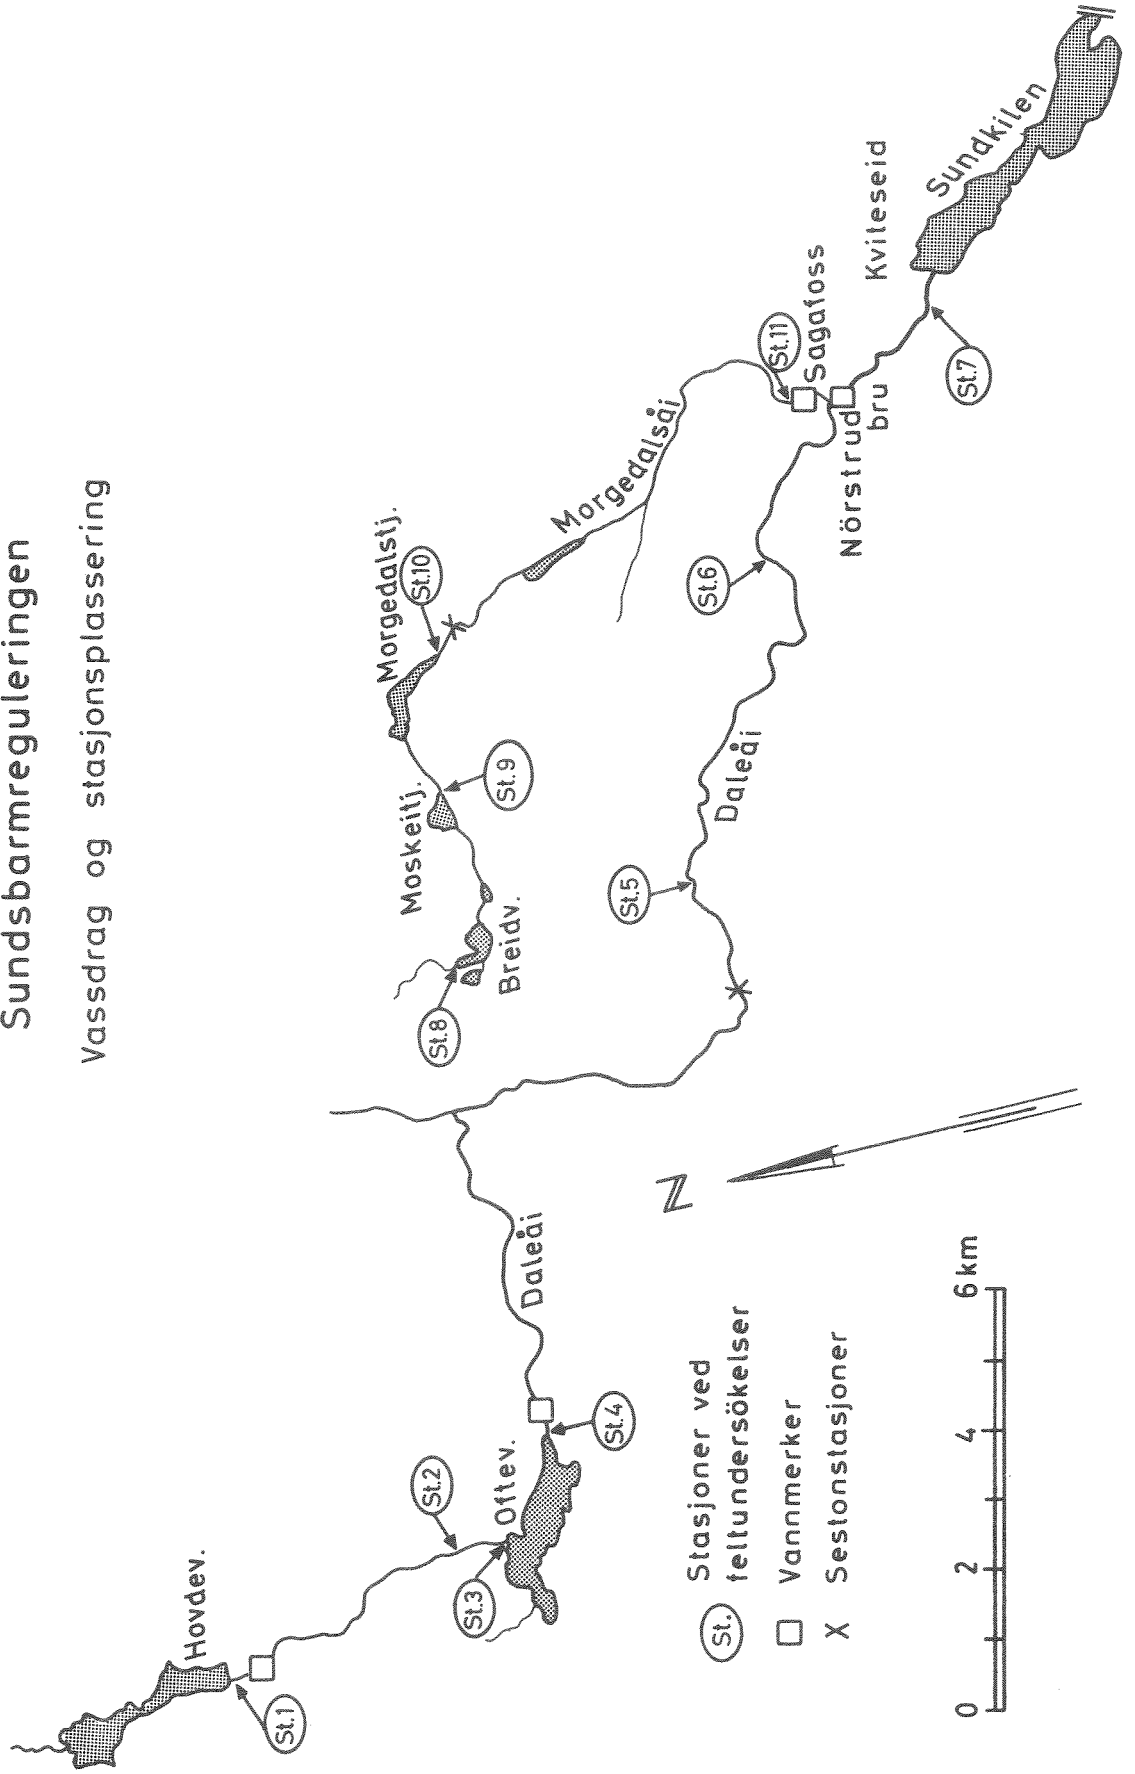 Sundsbarmreguleringen
Vassdrag og stasjonsplassering
Hovdev.
St.1
St.2
St.3
Oftev.
St.4
Daleåi
St.8
Breidv.
Moskeitj.
St.9
Morgedalstj.
St.10
Morgedalsåi
St.5
Daleåi
St.6
St.11
Sagafoss
Nörstrud
bru
Kviteseid
St.7
Sundkilen
N
St. Stasjoner ved
feltundersökelser
Vannmerker
X Sestonstasjoner
0 2 4 6 km